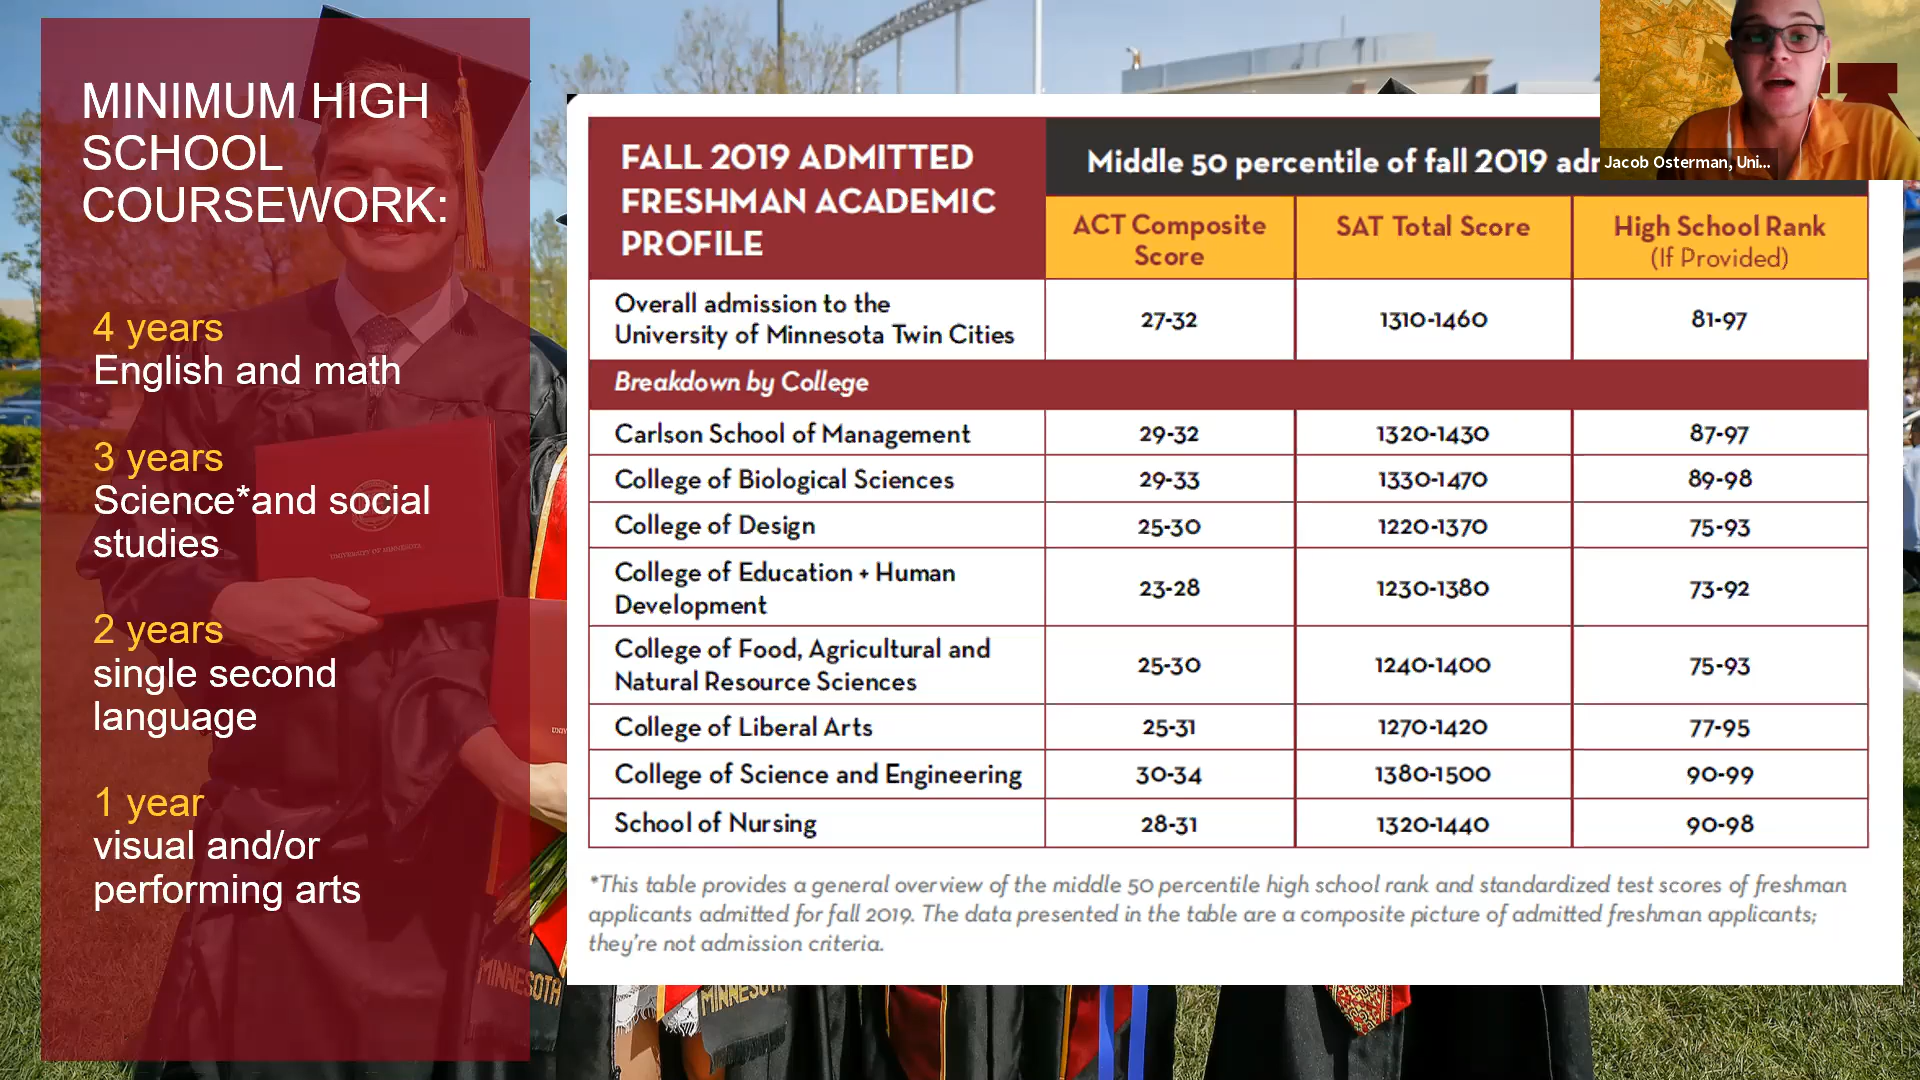 MINIMUM HIGH
SCHOOL
COURSEWORK:
4 years
English and math
3 years
Science*and social
studies
2 years
single second
language
1 year
visual and/or
performing arts
UNIVERSITY OF MINNESOTA
MINNESOTA
MINNESOTA
FALL 2019 ADMITTED
FRESHMAN ACADEMIC
PROFILE
Middle 50 percentile of fall 2019
Jacob Osterman, Uni...
ACT Composite
Score
SAT Total Score
High School Rank
(If Provided)
Overall admission to the
University of Minnesota Twin Cities
27-32
1310-1460
81-97
Breakdown by College
Carlson School of Management
29-32
1320-1430
87-97
College of Biological Sciences
29-33
1330-1470
89-98
College of Design
25-30
1220-1370
75-93
College of Education + Human
Development
23-28
1230-1380
73-92
College of Food, Agricultural and
Natural Resource Sciences
25-30
1240-1400
75-93
College of Liberal Arts
25-31
1270-1420
77-95
College of Science and Engineering
30-34
1380-1500
90-99
School of Nursing
28-31
1320-1440
90-98
*This table provides a general overview of the middle 50 percentile high school rank and standardized test scores of freshman
applicants admitted for fall 2019. The data presented in the table are a composite picture of admitted freshman applicants;
they're not admission criteria.